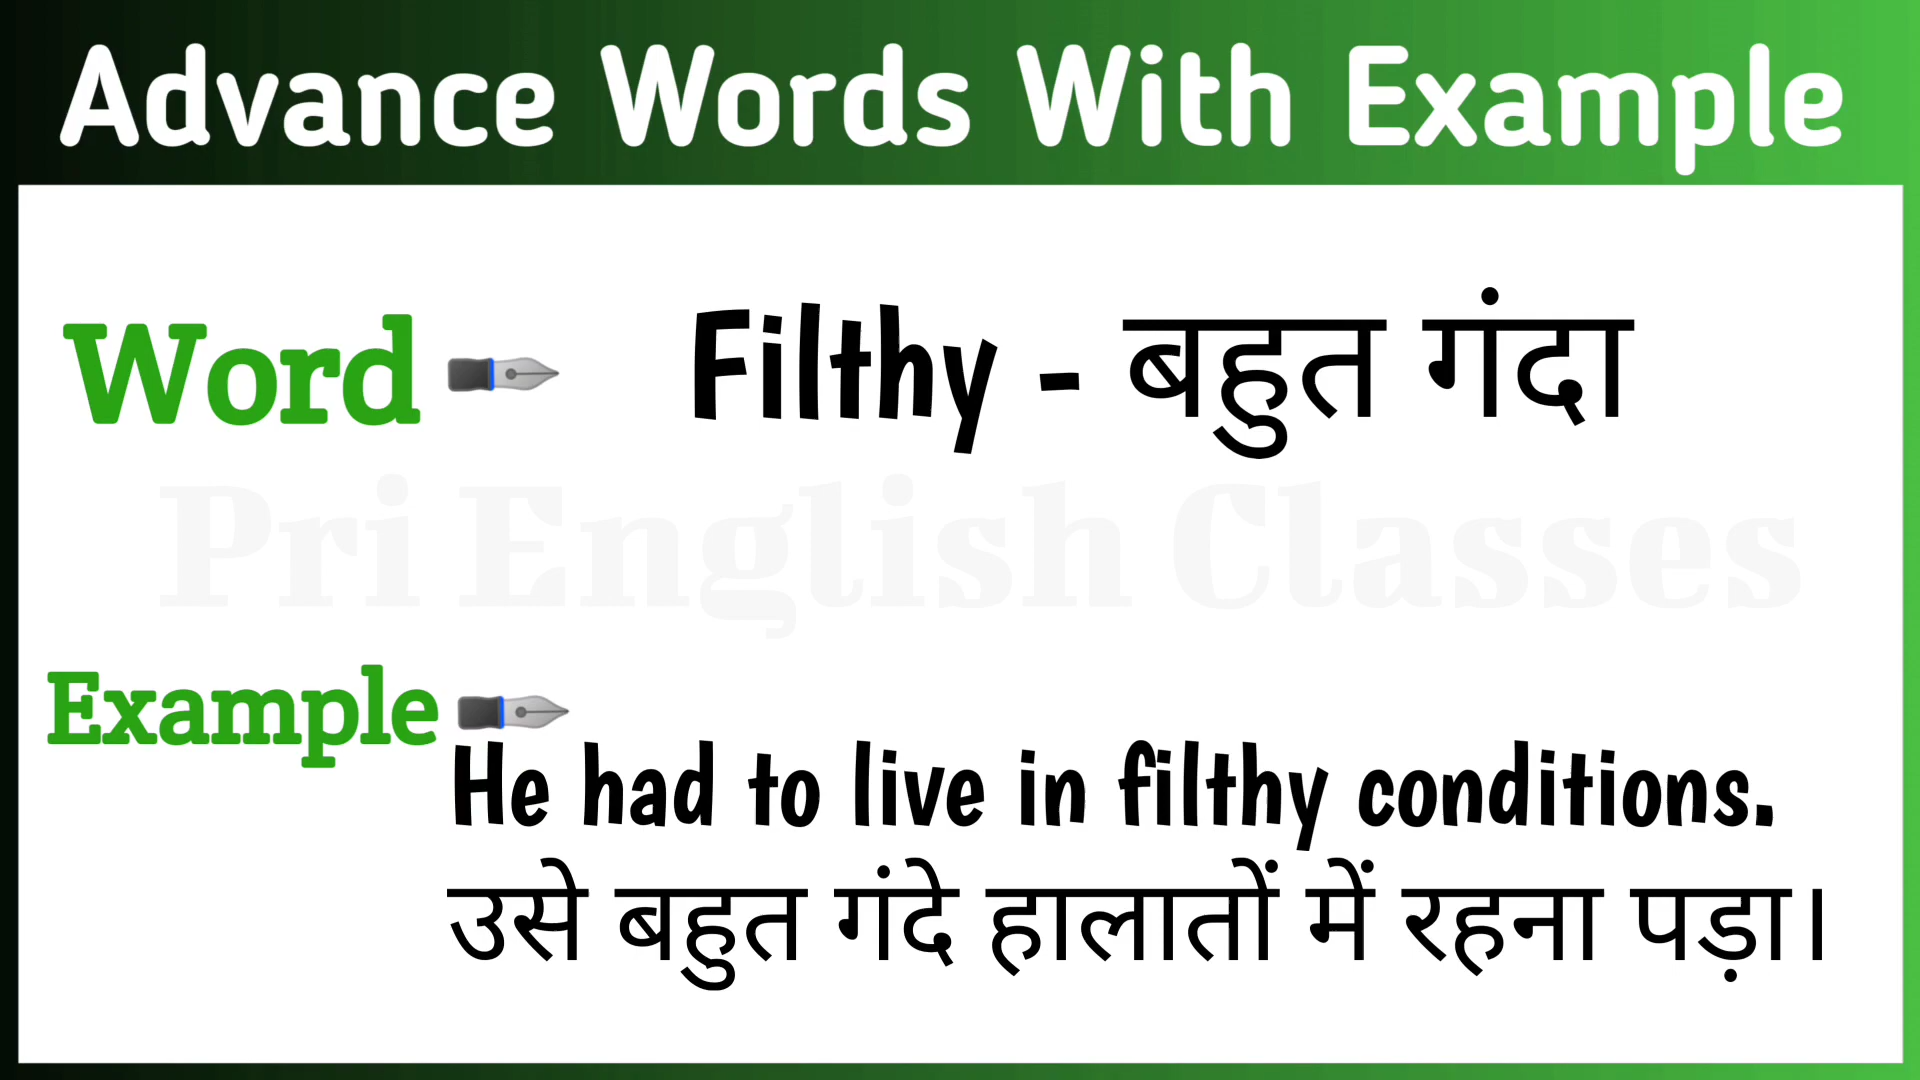 Advance Words With Example
Word Filthy - बहुत गंदा
Pri English Classes
Example
He had to live in filthy conditions.
उसे बहुत गंदे हालातों में रहना पड़ा।